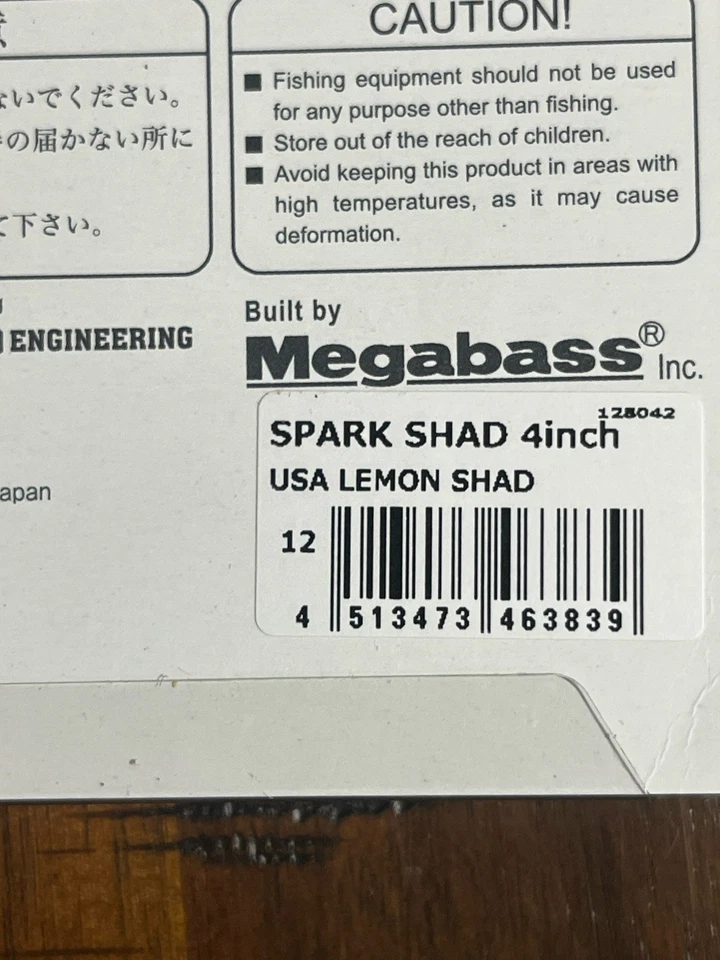 ないでください。
の届かない所に
て下さい。
ENGINEERING
apan
CAUTION!
■ Fishing equipment should not be used
for any purpose other than fishing.
■ Store out of the reach of children.
■ Avoid keeping this product in areas with
high temperatures, as it may cause
deformation.
Built by
Megabass® Inc.
128042
SPARK SHAD 4inch
USA LEMON SHAD
12
4 513473 463839